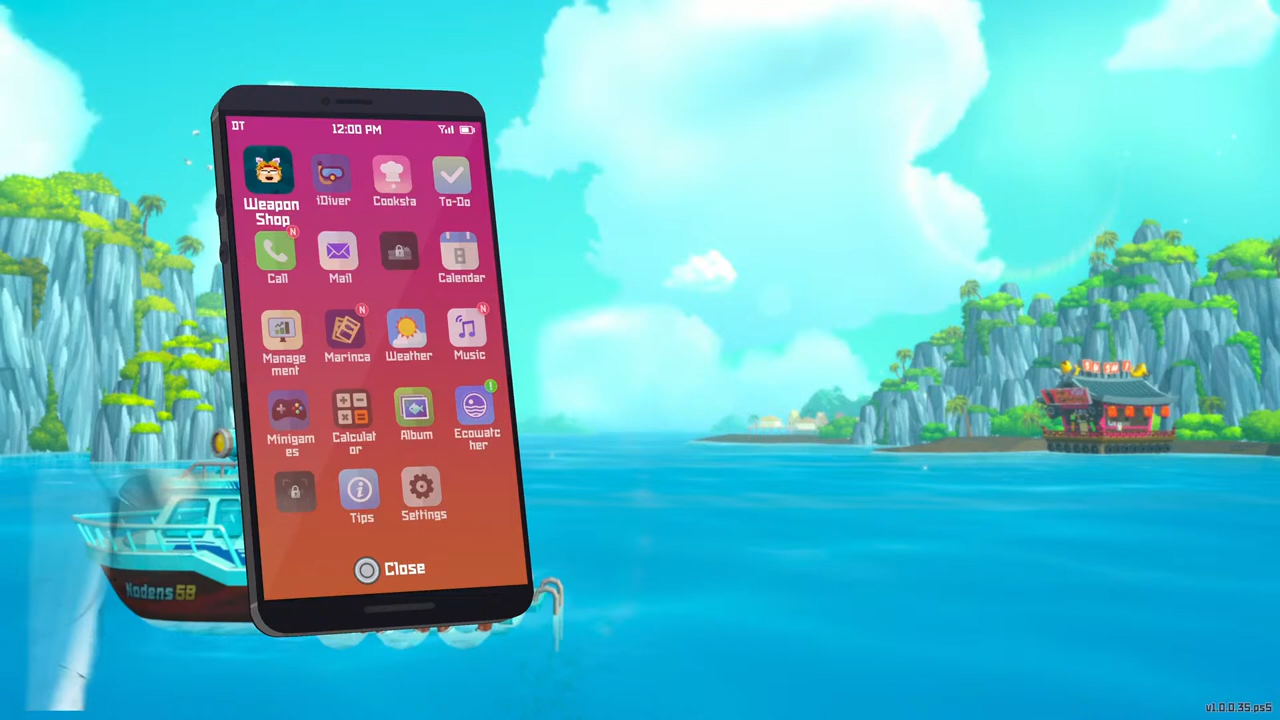 DT
12:00 PM
Weapon
Shop
iDiver
Cooksta
To-Do
N
Call
Mail
Calendar
Manage
ment
N
Marinca
Weather
N
Music
Minigam
es
Calculat
or
Album
!
Ecowatc
her
Tips
Settings
Close
Nodens 58
v1.0.0.35.ps5